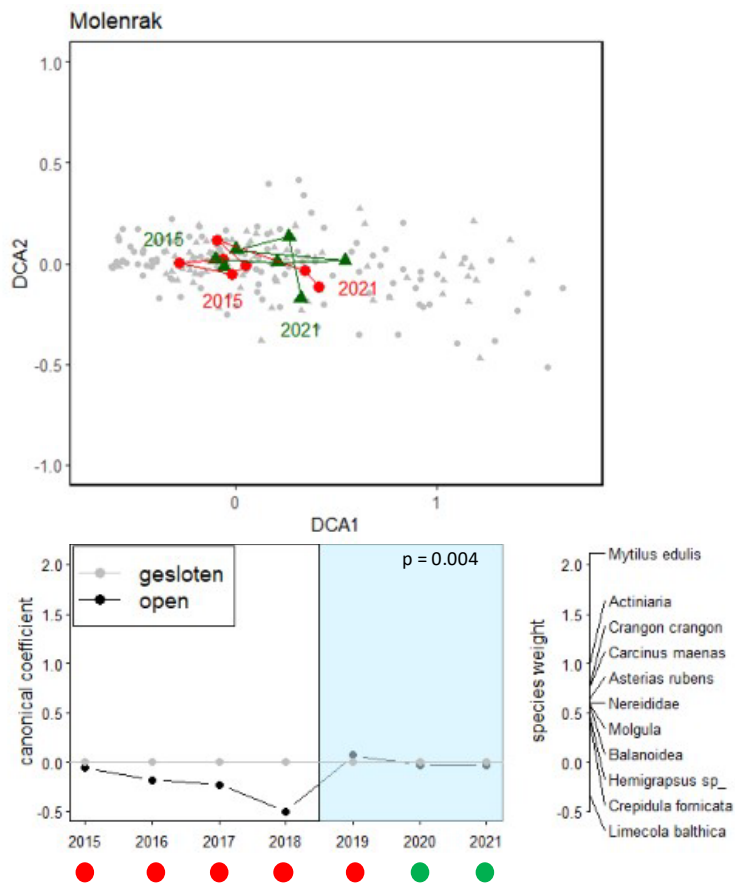 Molenrak
DCA2
1.0
0.5
0.0
-0.5
-1.0
2015
2015
2021
2021
0
1
DCA1
canonical coefficient
2.0
1.5
1.0
0.5
0.0
-0.5
gesloten
open
p = 0.004
2015 2016 2017 2018 2019 2020 2021
species weight
2.0
1.5
1.0
0.5
0.0
-0.5
Mytilus edulis
Actiniaria
Crangon crangon
Carcinus maenas
Asterias rubens
Nereididae
Molgula
Balanoidea
Hemigrapsus sp_
Crepidula fornicata
Limecola balthica